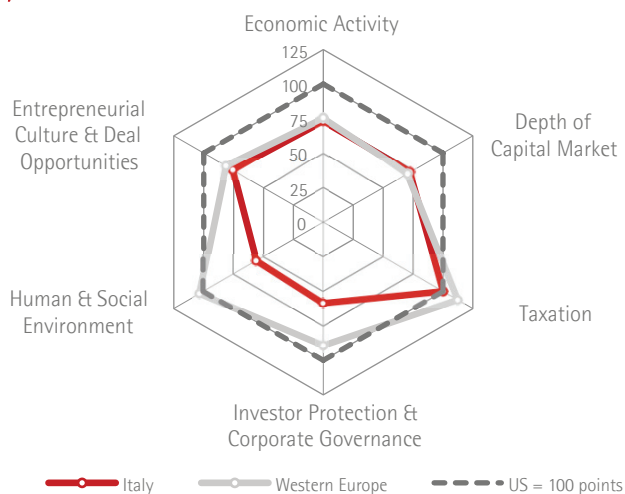 Economic Activity
125
100
75
50
25
0
Depth of
Capital Market
Taxation
Investor Protection &
Corporate Governance
Human & Social
Environment
Entrepreneurial
Culture & Deal
Opportunities
Italy
Western Europe
US = 100 points